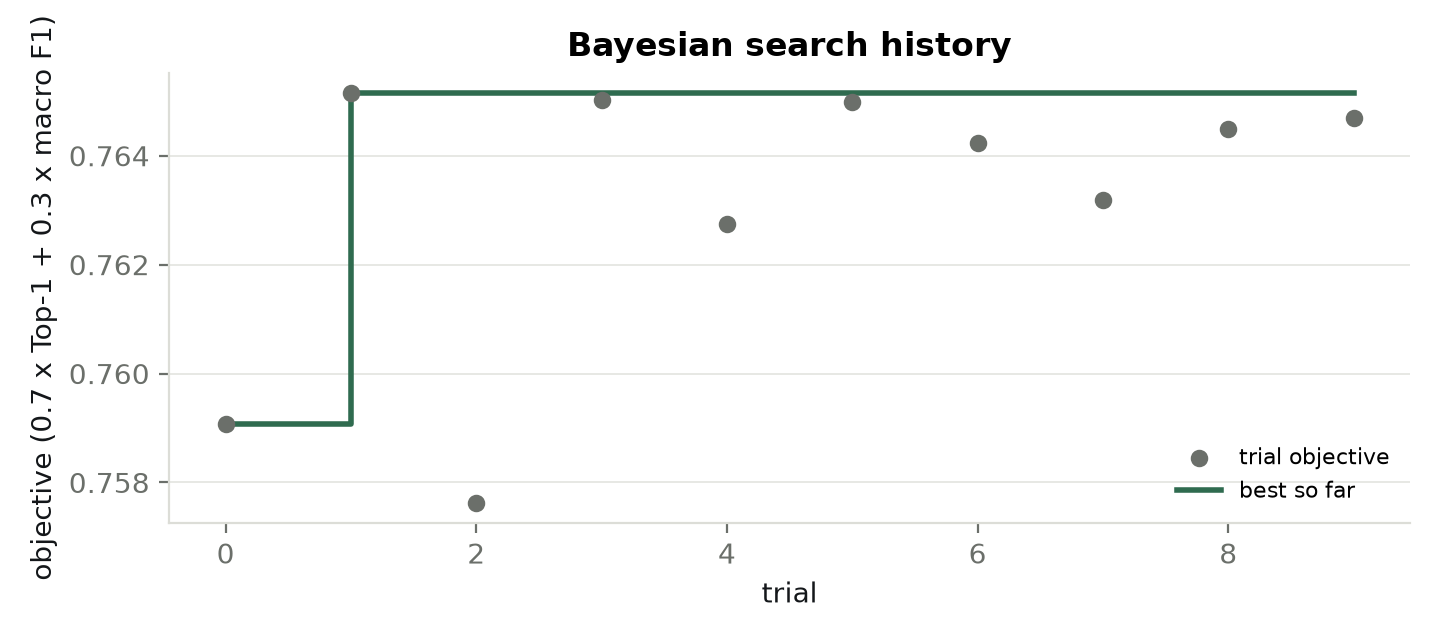 Bayesian search history
objective (0.7 x Top-1 + 0.3 x macro F1)
0.764
0.762
0.760
0.758
trial objective
best so far
0 2 4 6 8
trial